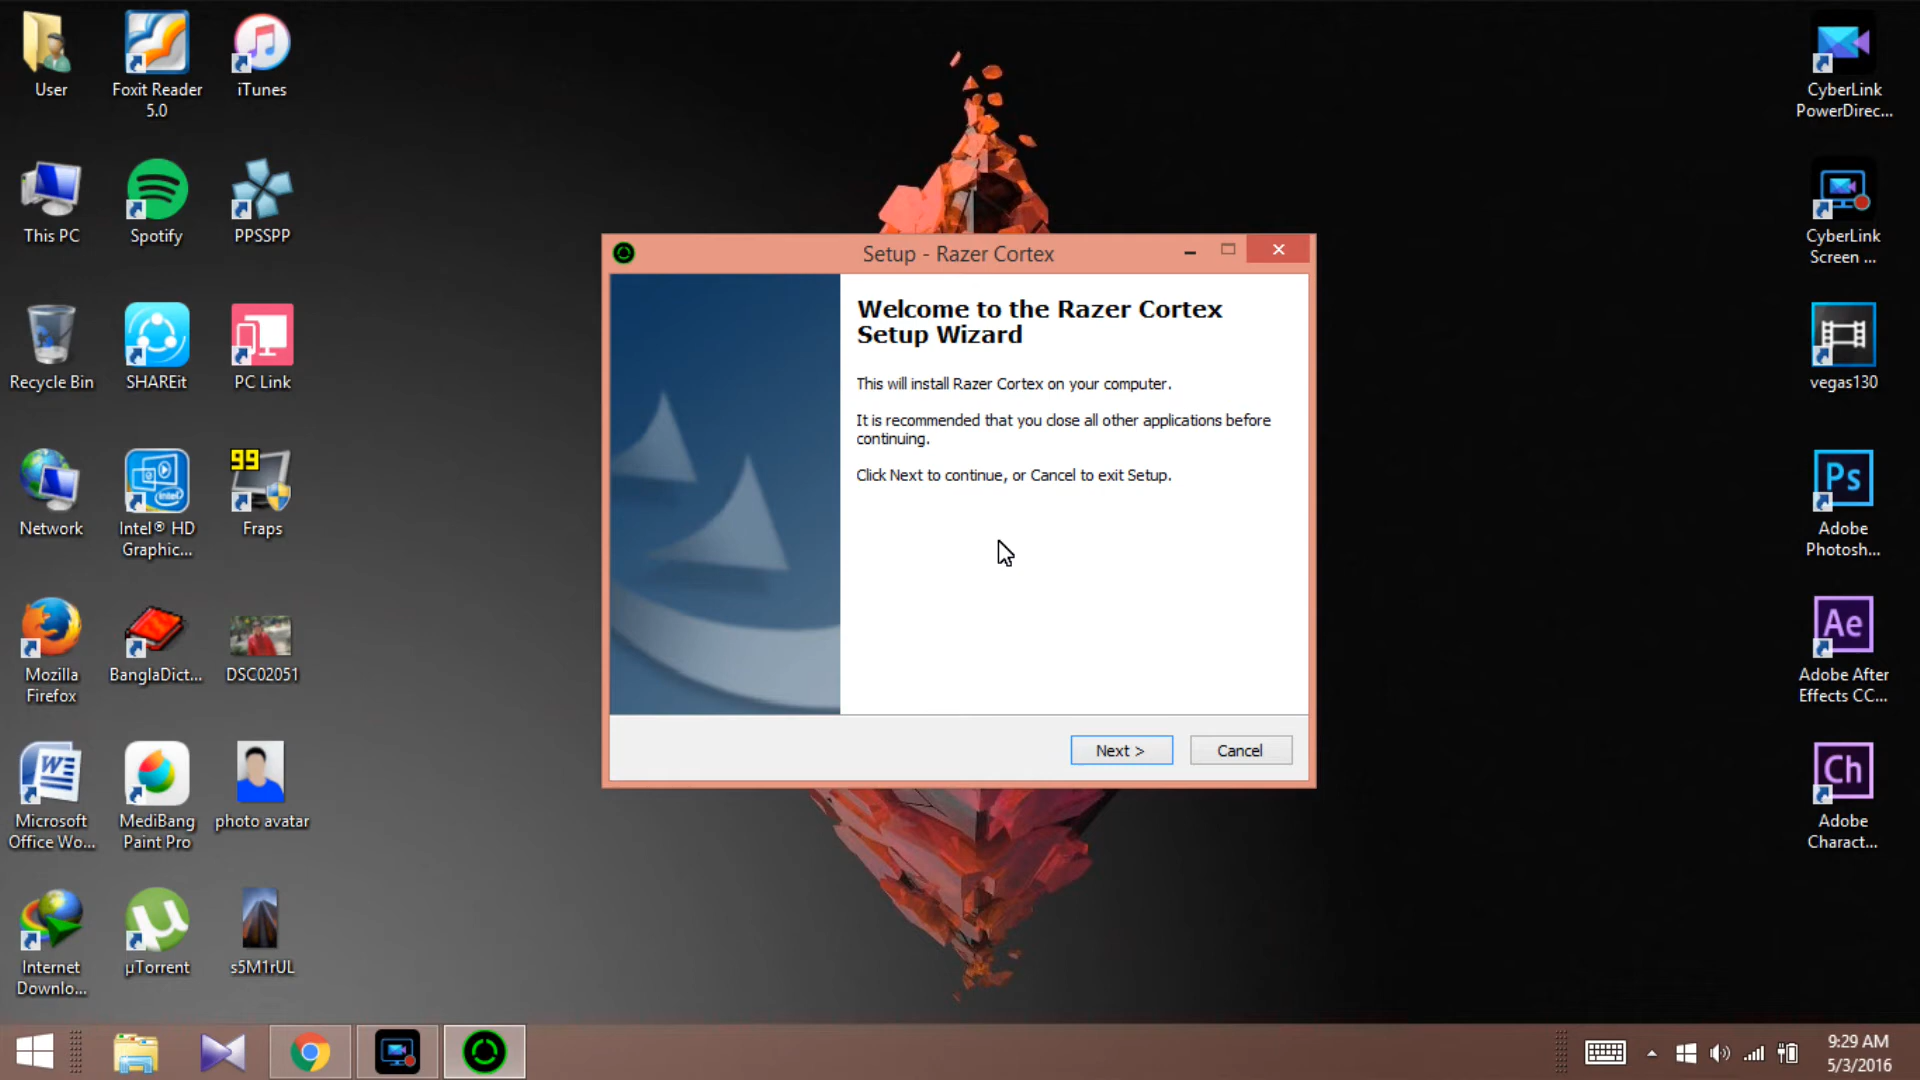 User
Foxit Reader
5.0
iTunes
This PC
Spotify
PPSSPP
Recycle Bin
SHAREit
PC Link
Network
intel
Intel® HD
Graphic...
99
Fraps
Mozilla
Firefox
BanglaDict...
DSC02051
W
Microsoft
Office Wo...
MediBang
Paint Pro
photo avatar
Internet
Downlo...
µ
µTorrent
s5M1rUL
Setup - Razer Cortex
Welcome to the Razer Cortex
Setup Wizard
This will install Razer Cortex on your computer.
It is recommended that you close all other applications before
continuing.
Click Next to continue, or Cancel to exit Setup.
Next >
Cancel
CyberLink
PowerDirec...
CyberLink
Screen ...
vegas130
Ps
Adobe
Photosh...
Ae
Adobe After
Effects CC...
Ch
Adobe
Charact...
9:29 AM
5/3/2016